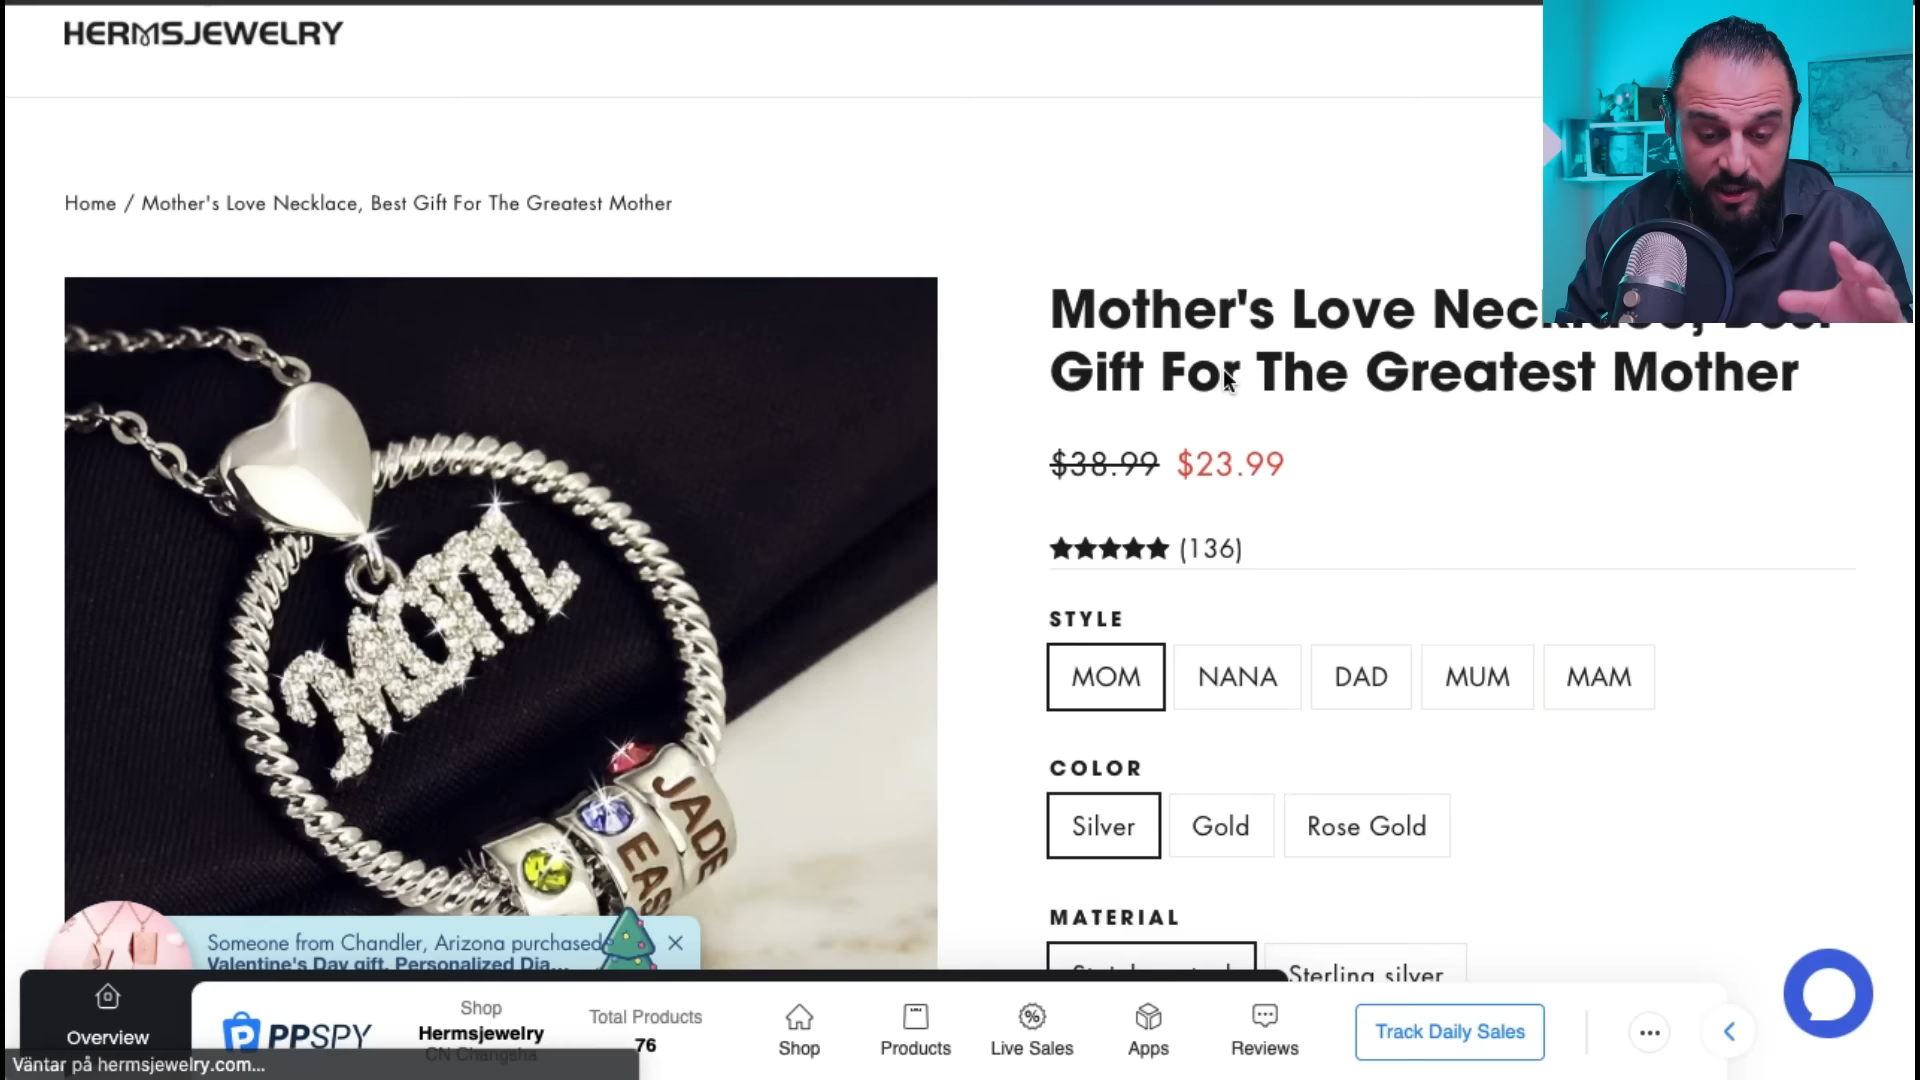 HERMSJEWELRY
Home / Mother's Love Necklace, Best Gift For The Greatest Mother
Mother's Love
Gift For The Greatest Mother
$38.99 $23.99
(136)
STYLE
MOM NANA DAD MUM MAM
COLOR
Silver Gold Rose Gold
MATERIAL
Sterling silver
Mom
JADE
EAS
Someone from Chandler, Arizona purchased
Valentine's Day gift, Personalized Dia...
Overview
PPSPY
Shop
Hermsjewelry
CN Changsha
Total Products
76
Shop
Products
Live Sales
Apps
Reviews
Track Daily Sales
Väntar på hermsjewelry.com...